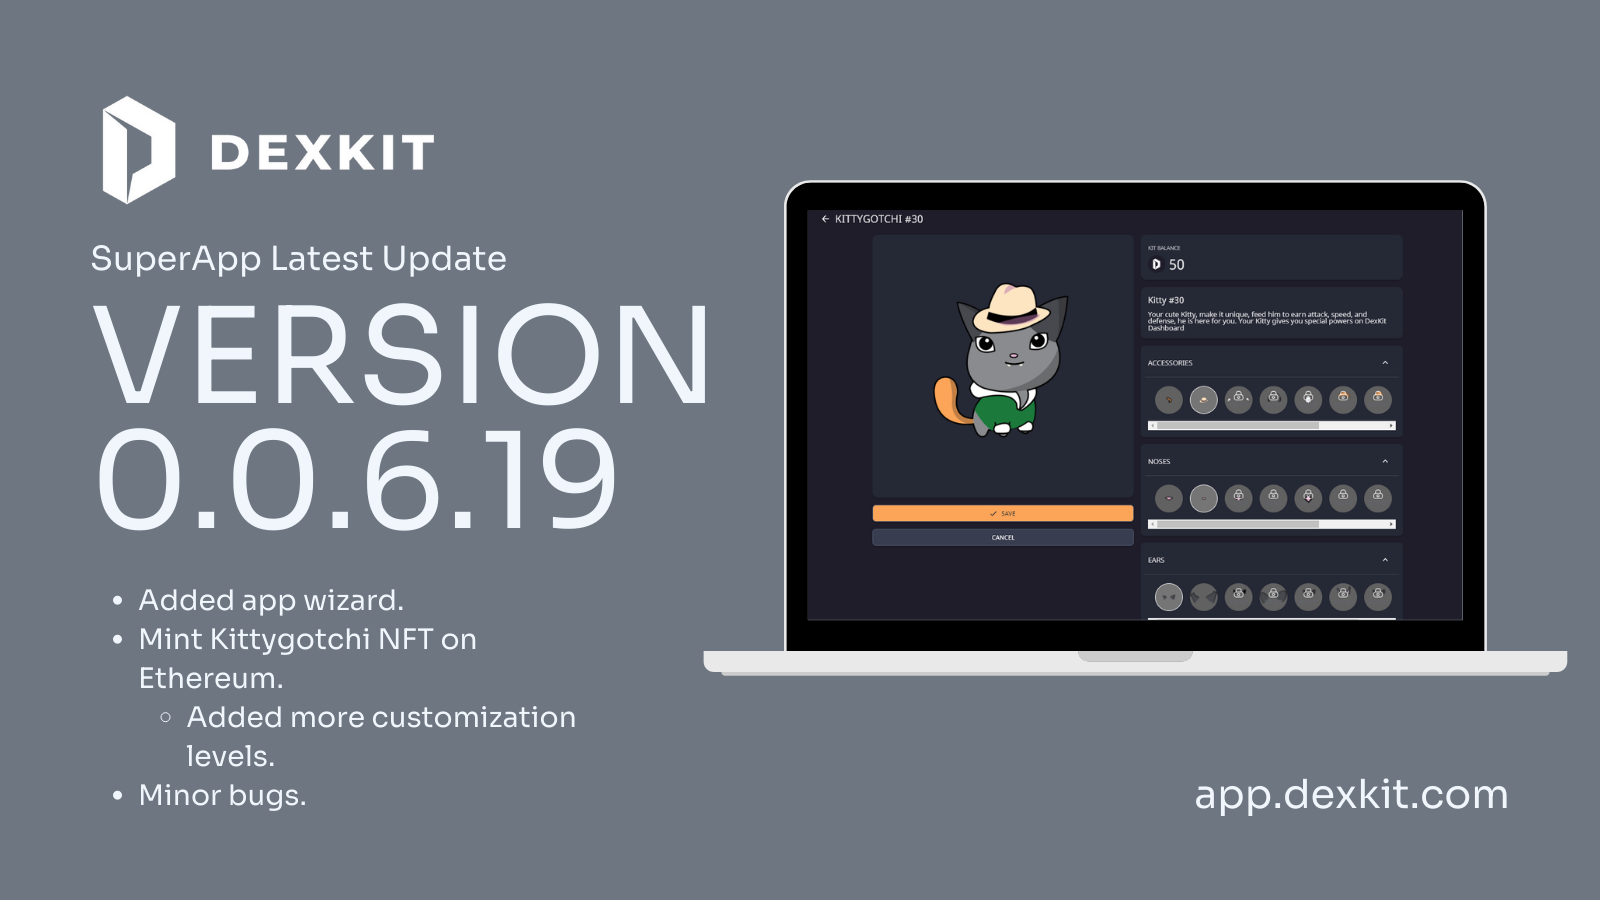 DEXKIT
SuperApp Latest Update
VERSION
0.0.6.19
• Added app wizard.
• Mint Kittygotchi NFT on
Ethereum.
○ Added more customization
levels.
• Minor bugs.
← KITTYGOTCHI #30
SAVE
CANCEL
KIT BALANCE
50
Kitty #30
Your cute Kitty, make it unique, feed him to earn attack, speed, and
defense, he is here for you. Your Kitty gives you special powers on DexKit
Dashboard
ACCESSORIES
NOSES
EARS
app.dexkit.com